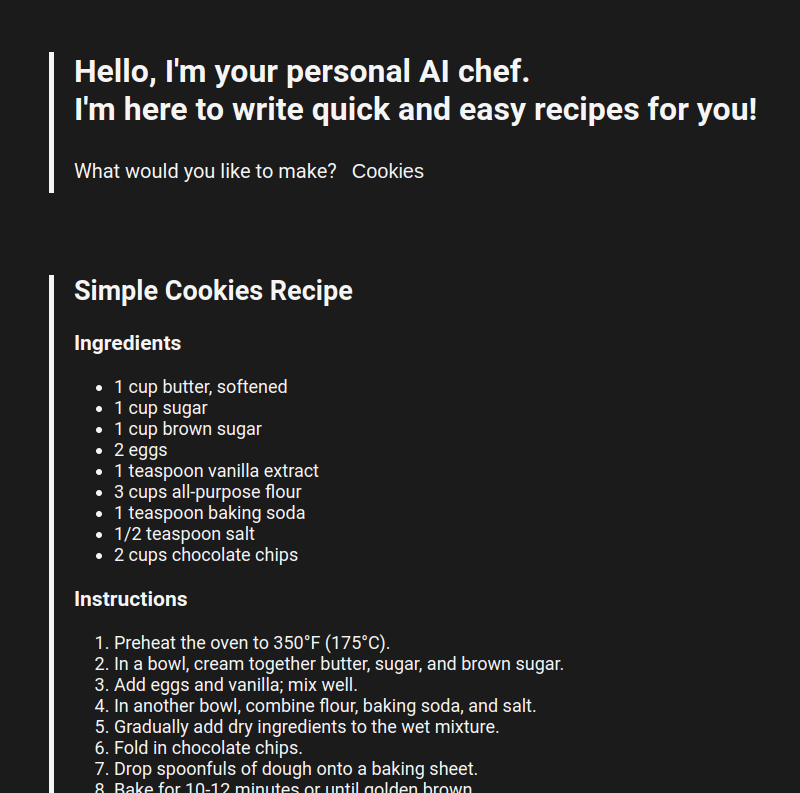 Hello, I'm your personal AI chef.
I'm here to write quick and easy recipes for you!
What would you like to make? Cookies
Simple Cookies Recipe
Ingredients
• 1 cup butter, softened
• 1 cup sugar
• 1 cup brown sugar
• 2 eggs
• 1 teaspoon vanilla extract
• 3 cups all-purpose flour
• 1 teaspoon baking soda
• 1/2 teaspoon salt
• 2 cups chocolate chips
Instructions
1. Preheat the oven to 350°F (175°C).
2. In a bowl, cream together butter, sugar, and brown sugar.
3. Add eggs and vanilla; mix well.
4. In another bowl, combine flour, baking soda, and salt.
5. Gradually add dry ingredients to the wet mixture.
6. Fold in chocolate chips.
7. Drop spoonfuls of dough onto a baking sheet.
8. Bake for 10-12 minutes or until golden brown.